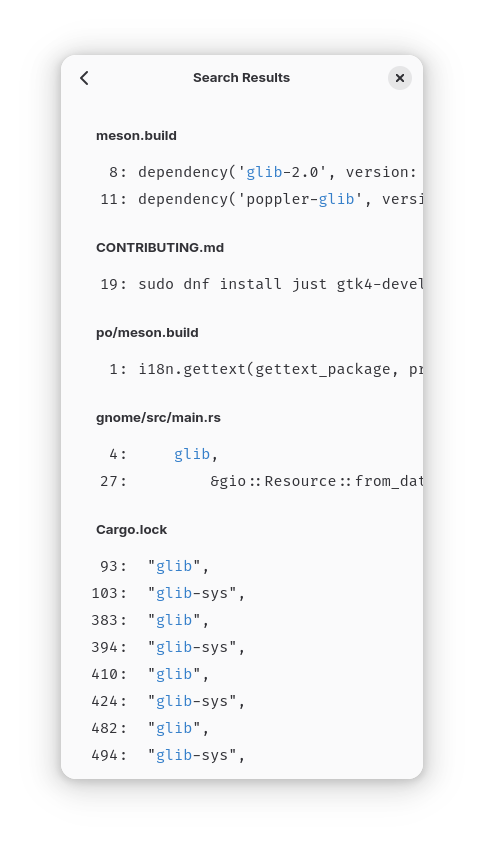 Search Results
meson.build
8: dependency('glib-2.0', version:
11: dependency('poppler-glib', versi
CONTRIBUTING.md
19: sudo dnf install just gtk4-devel
po/meson.build
1: i18n.gettext(gettext_package, pr
gnome/src/main.rs
4: glib,
27: &gio::Resource::from_dat
Cargo.lock
93: "glib",
103: "glib-sys",
383: "glib",
394: "glib-sys",
410: "glib",
424: "glib-sys",
482: "glib",
494: "glib-sys",